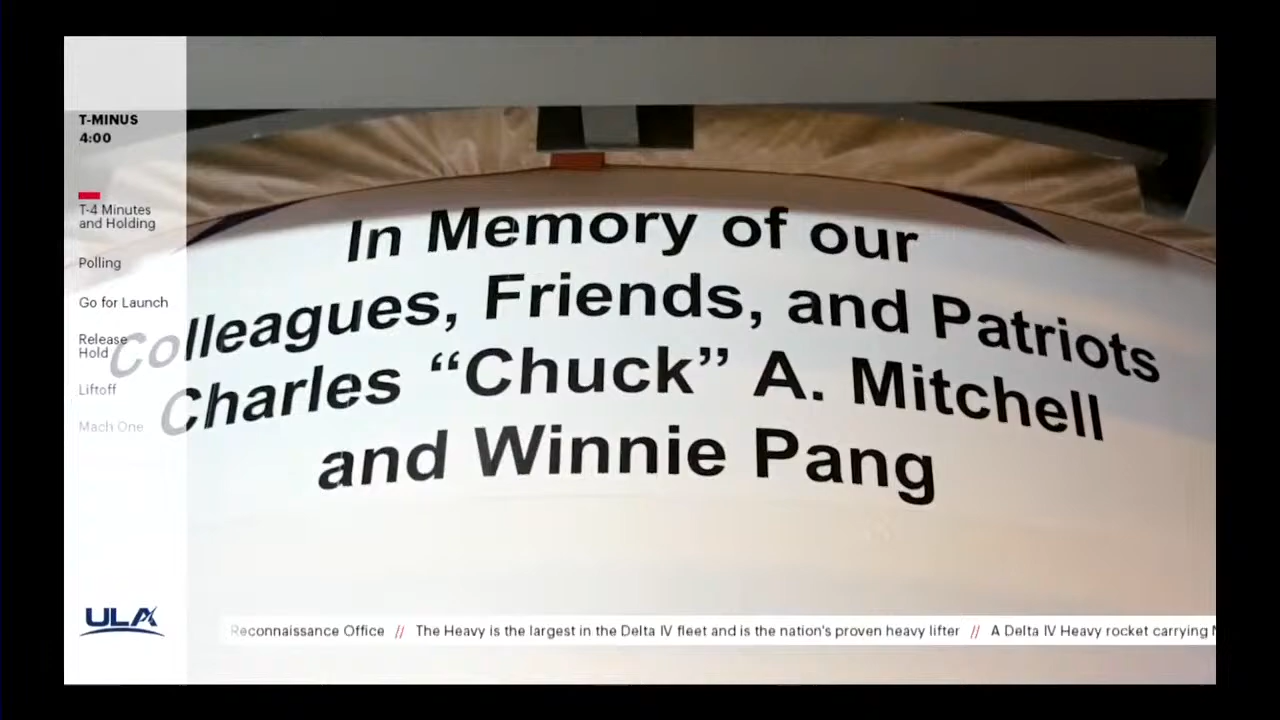 T-MINUS
4:00
T-4 Minutes
and Holding
Polling
Go for Launch
Release
Hold
Liftoff
Mach One
In Memory of our
Colleagues, Friends, and Patriots
Charles “Chuck” A. Mitchell
and Winnie Pang
ULA
Reconnaissance Office // The Heavy is the largest in the Delta IV fleet and is the nation's proven heavy lifter // A Delta IV Heavy rocket carrying